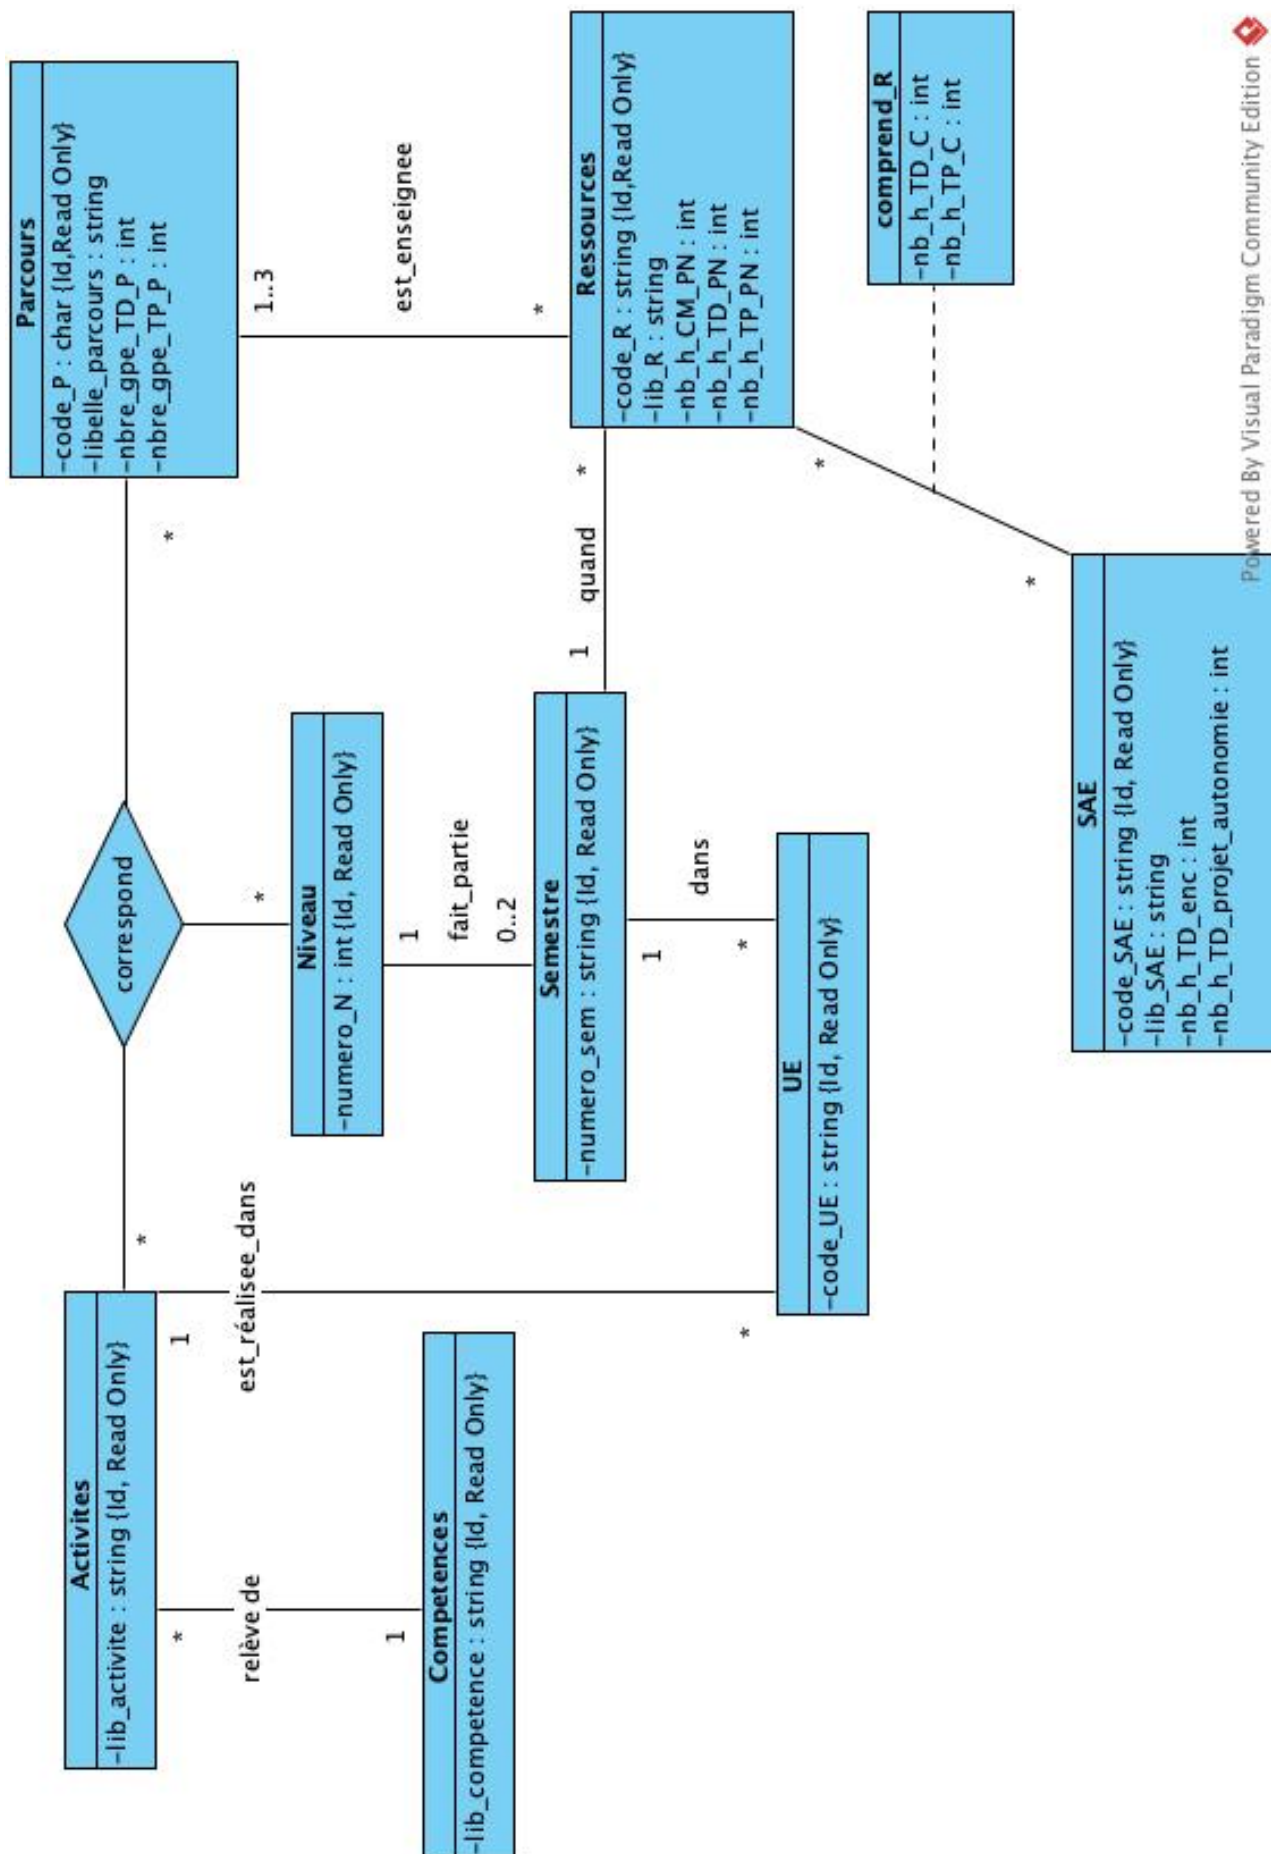 Activites
-lib_activite : string {Id, Read Only}
*
1
relève de
est_réalisee_dans
1
*
Competences
-lib_competence : string {Id, Read Only}
*
correspond
*
*
Parcours
-code_P : char {Id,Read Only}
-libelle_parcours : string
-nbre_gpe_TD_P : int
-nbre_gpe_TP_P : int
1..3
est_enseignee
*
Niveau
-numero_N : int {Id, Read Only}
1
fait_partie
0..2
Semestre
-numero_sem : string {Id, Read Only}
1
quand
*
1
dans
*
*
UE
-code_UE : string {Id, Read Only}
Ressources
-code_R : string {Id,Read Only}
-lib_R : string
-nb_h_CM_PN : int
-nb_h_TD_PN : int
-nb_h_TP_PN : int
*
*
comprend_R
-nb_h_TD_C : int
-nb_h_TP_C : int
SAE
-code_SAE : string {Id, Read Only}
-lib_SAE : string
-nb_h_TD_enc : int
-nb_h_TD_projet_autonomie : int
Powered By Visual Paradigm Community Edition